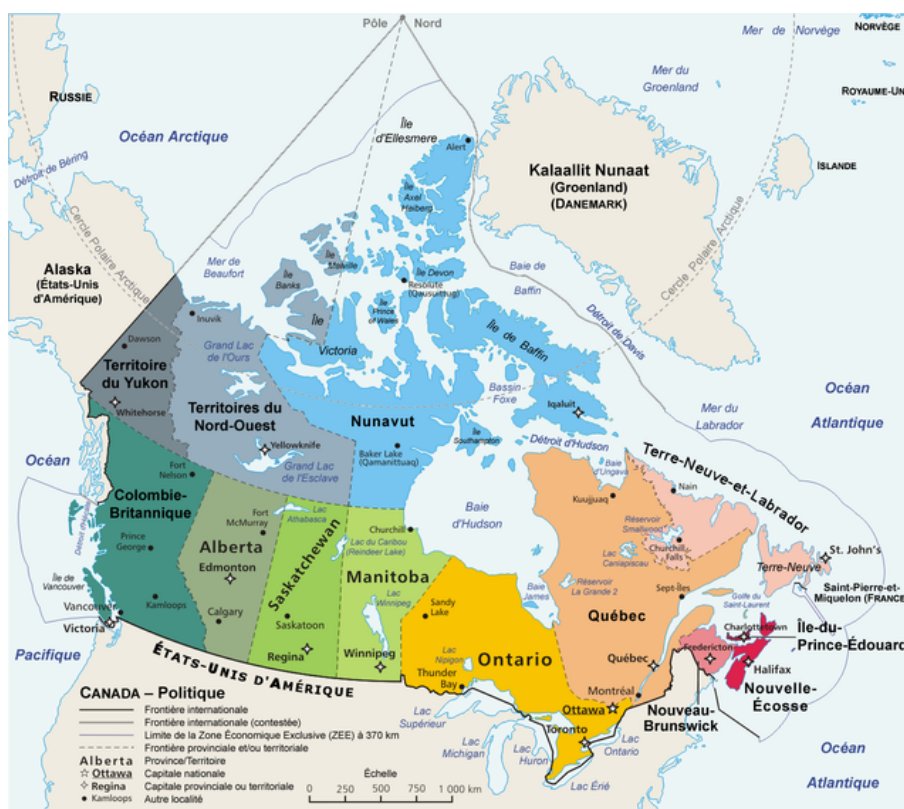 Pôle Nord
Mer de Norvège
NORVÈGE
RUSSIE
Mer du
Groenland
ROYAUME-UN
Océan Arctique
Île
d'Ellesmere
Alert
Kalaallit Nunaat
(Groenland)
(DANEMARK)
ISLANDE
Détroit de Béring
Île
Axel
Heiberg
Cercle Polaire Arctique
Cercle Polaire Arctique
Alaska
(États-Unis
d'Amérique)
Mer de
Beaufort
Île
Melville
Île
Banks
Île Devon
Resolute
(Qausuittuq)
Baie de
Baffin
Île
Prince
of Wales
Île
Victoria
Île de Baffin
Détroit de Davis
Inuvik
Dawson
Grand Lac
de l'Ours
Territoire
du Yukon
Whitehorse
Territoires du
Nord-Ouest
Yellowknife
Grand Lac
de l'Esclave
Nunavut
Baker Lake
(Qamanittuaq)
Bassin-
Foxe
Iqaluit
Île
Southampton
Détroit d'Hudson
Mer du
Labrador
Océan
Atlantique
Océan
Pacifique
Fort
Nelson
Colombie-
Britannique
Prince
George
Kamloops
Île de
Vancouver
Vancouver
Victoria
Fort
McMurray
Alberta
Edmonton
Calgary
Lac
Athabasca
Saskatchewan
Saskatoon
Regina
Churchill
Lac du Caribou
(Reindeer Lake)
Manitoba
Lac
Winnipeg
Winnipeg
Baie
d'Hudson
Baie
James
Baie
d'Ungava
Kuujjuaq
Terre-Neuve-et-Labrador
Nain
Réservoir
Smallwood
Churchill
Falls
Lac
Caniapiscau
Réservoir
La Grande 2
Sept-Îles
Terre-Neuve
St. John's
Saint-Pierre-et-
Miquelon (FRANCE)
Golfe du
Saint-Laurent
Québec
Québec
Montréal
Charlottetown
Île-du-
Prince-Édouard
Fredericton
Halifax
Nouvelle-
Écosse
Nouveau-
Brunswick
Sandy
Lake
Lac
Nipigon
Thunder
Bay
Ontario
Ottawa
Toronto
Lac
Supérieur
Lac
Michigan
Lac
Huron
Lac
Ontario
Lac Érié
ÉTATS-UNIS D'AMÉRIQUE
Océan
Atlantique
CANADA – Politique
Frontière internationale
Frontière internationale (contestée)
Limite de la Zone Économique Exclusive (ZEE) à 370 km
Frontière provinciale et/ou territoriale
Alberta Province/Territoire
Ottawa Capitale nationale
Regina Capitale provinciale ou territoriale
Kamloops Autre localité
Échelle
0 500 1 000 km